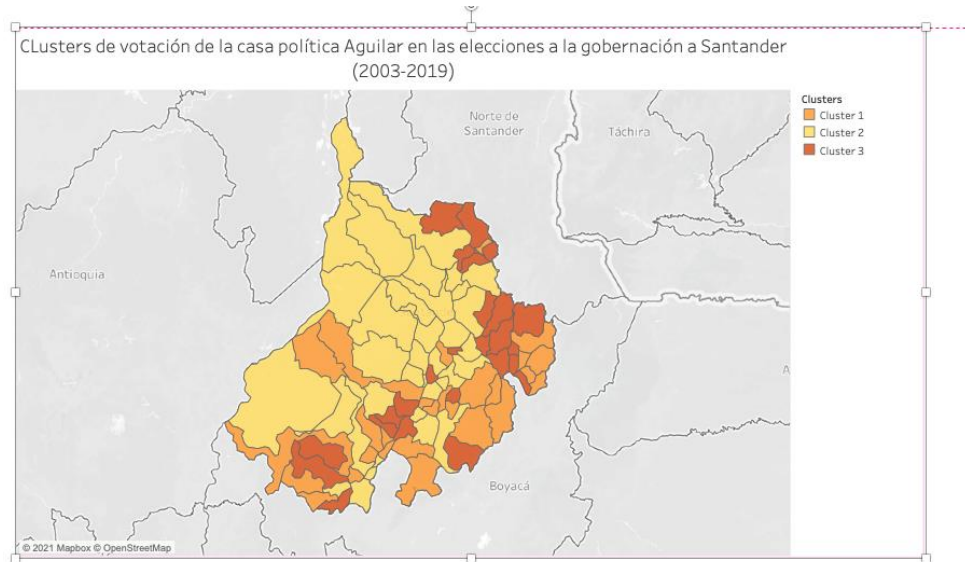 CLusters de votación de la casa política Aguilar en las elecciones a la gobernación a Santander
(2003-2019)
Clusters
Cluster 1
Cluster 2
Cluster 3
Norte de
Santander
Táchira
Antioquia
Boyacá
A
© 2021 Mapbox © OpenStreetMap